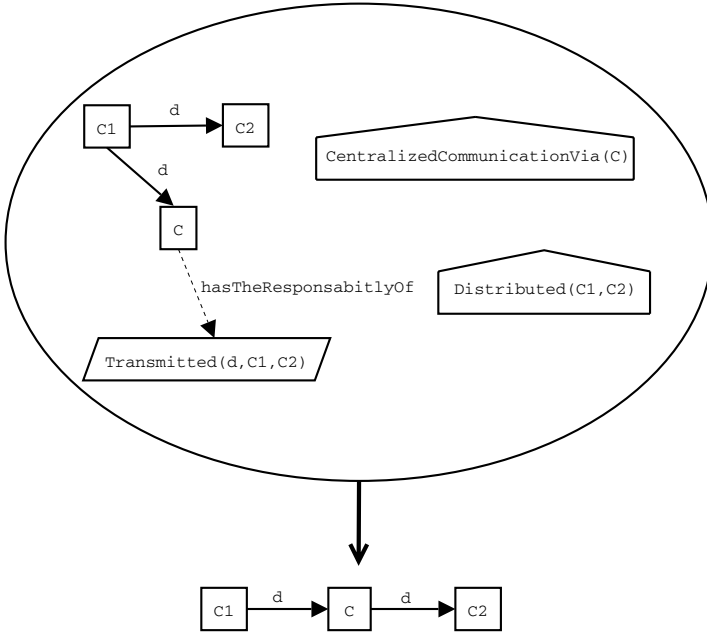 d
C1
C2
CentralizedCommunicationVia(C)
d
C
hasTheResponsabitlyOf
Distributed(C1,C2)
Transmitted(d,C1,C2)
d
d
C1
C
C2